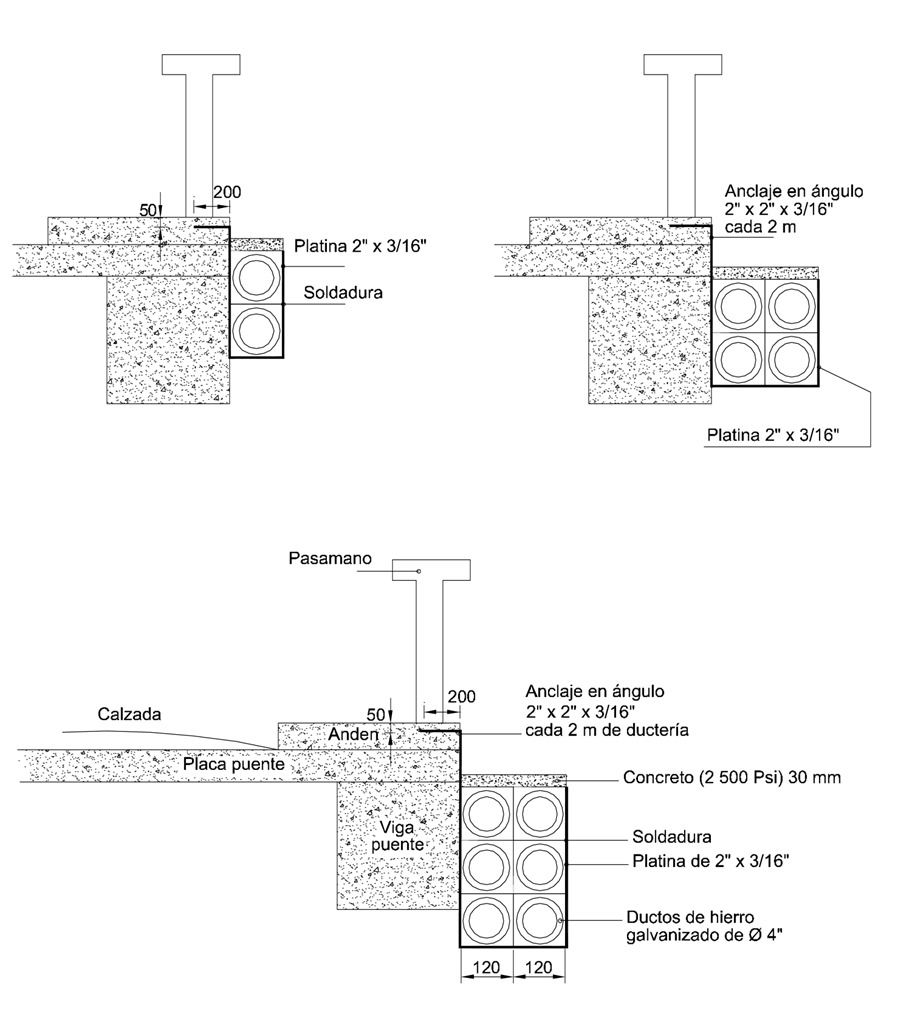 200
50
Platina 2" x 3/16"
Soldadura
Anclaje en ángulo
2" x 2" x 3/16"
cada 2 m
Platina 2" x 3/16"
Pasamano
Calzada
50
200
Anden
Placa puente
Viga
puente
Anclaje en ángulo
2" x 2" x 3/16"
cada 2 m de ductería
Concreto (2 500 Psi) 30 mm
Soldadura
Platina de 2" x 3/16"
Ductos de hierro
galvanizado de Ø 4"
120
120